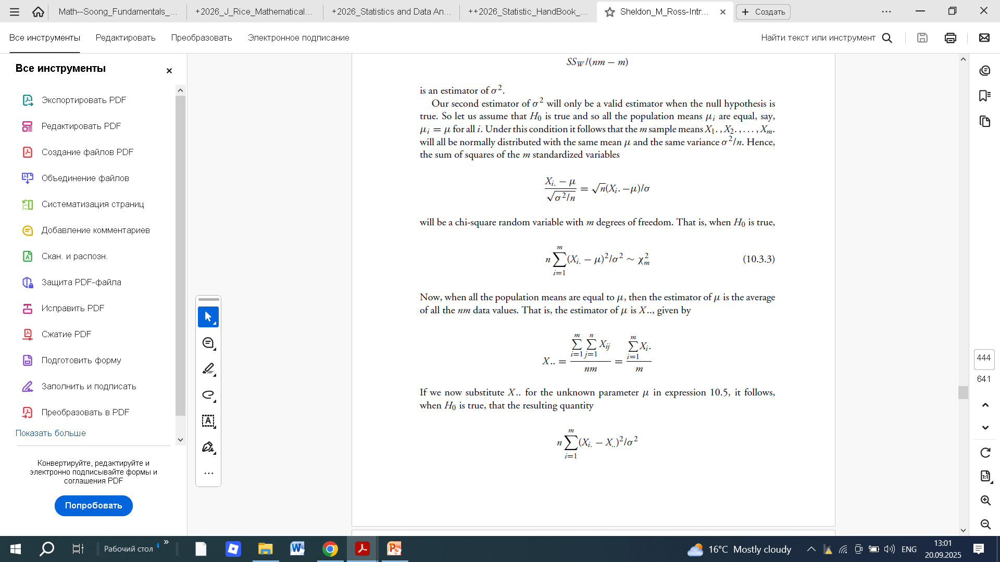 Math--Soong_Fundamentals_...
+2026_J_Rice_Mathematical...
+2026_Statistics and Data An...
++2026_Statistic_HandBook_...
Sheldon_M_Ross-Intr...
Создать
Все инструменты
Редактировать
Преобразовать
Электронное подписание
Найти текст или инструмент
Все инструменты
Экспортировать PDF
Редактировать PDF
Создание файлов PDF
Объединение файлов
Систематизация страниц
Добавление комментариев
Скан. и распозн.
Защита PDF-файла
Исправить PDF
Сжатие PDF
Подготовить форму
Заполнить и подписать
Преобразовать в PDF
Показать больше
Конвертируйте, редактируйте и
электронно подписывайте формы и
соглашения PDF
Попробовать
SS_W/(nm − m)
is an estimator of σ².
Our second estimator of σ² will only be a valid estimator when the null hypothesis is
true. So let us assume that H₀ is true and so all the population means μᵢ are equal, say,
μᵢ = μ for all i. Under this condition it follows that the m sample means X₁. , X₂. , . . . , Xₘ.
will all be normally distributed with the same mean μ and the same variance σ²/n. Hence,
the sum of squares of the m standardized variables
(Xᵢ. − μ)/√(σ²/n) = √n(Xᵢ. −μ)/σ
will be a chi-square random variable with m degrees of freedom. That is, when H₀ is true,
n ∑_{i=1}^{m} (Xᵢ. − μ)²/σ² ∼ χ²ₘ (10.3.3)
Now, when all the population means are equal to μ, then the estimator of μ is the average
of all the nm data values. That is, the estimator of μ is X.., given by
X.. = (∑_{i=1}^{m} ∑_{j=1}^{n} X_{ij})/nm = (∑_{i=1}^{m} Xᵢ.)/m
If we now substitute X.. for the unknown parameter μ in expression 10.5, it follows,
when H₀ is true, that the resulting quantity
n ∑_{i=1}^{m} (Xᵢ. − X..)²/σ²
444
641
1:1
Рабочий стол
16°C Mostly cloudy
ENG
13:01
20.09.2025